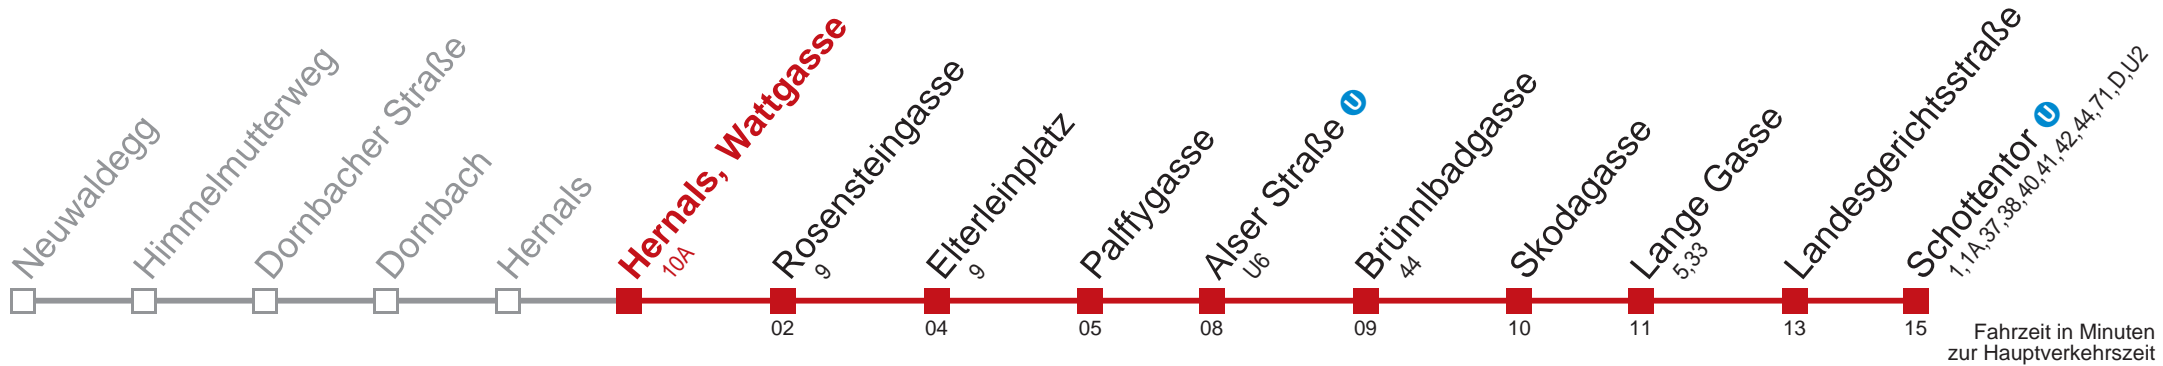 Neuwaldegg
Himmelmutterweg
Dornbacher Straße
Dornbach
Hernals
Hernals, Wattgasse
10A
Rosensteingasse
9
Elterleinplatz
9
Palffygasse
Alser Straße U
U6
Brünnlbadgasse
44
Skodagasse
Lange Gasse
5,33
Landesgerichtsstraße
Schottentor U
1,1A,37,38,40,41,42,44,71,D,U2
02
04
05
08
09
10
11
13
15
Fahrzeit in Minuten
zur Hauptverkehrszeit